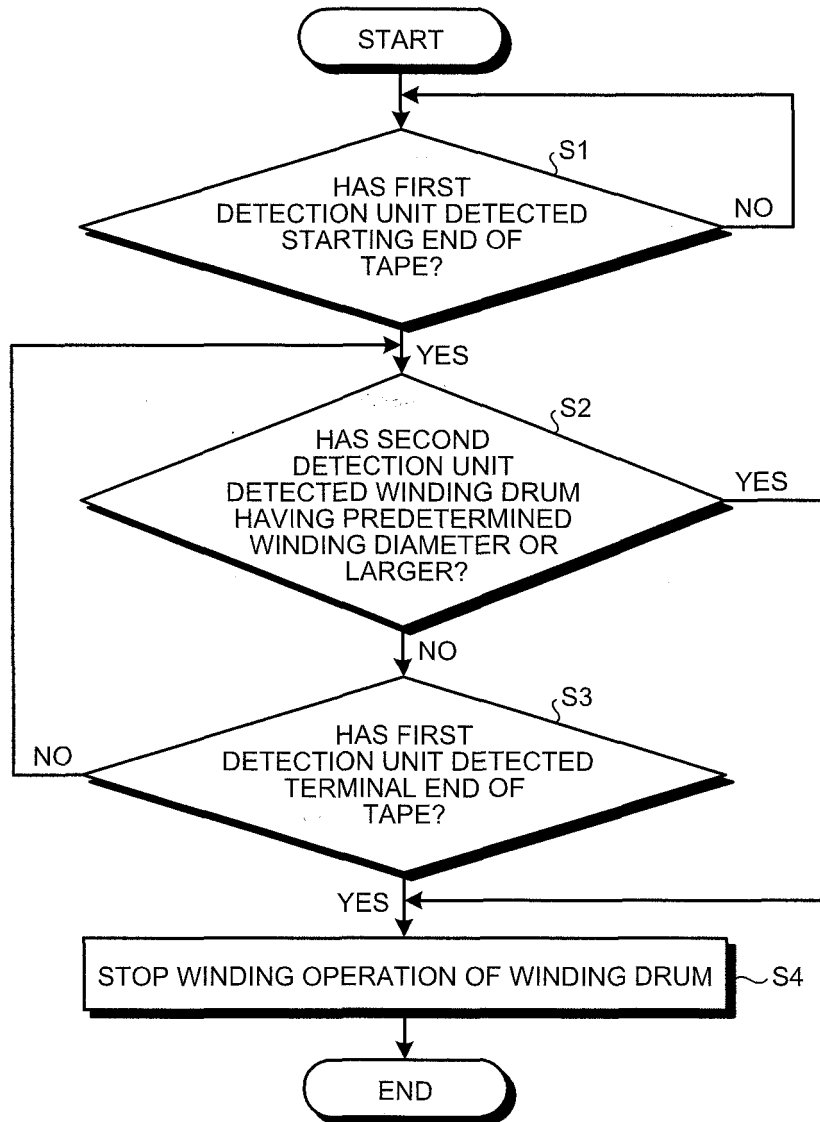 START
S1
HAS FIRST
DETECTION UNIT DETECTED
STARTING END OF
TAPE?
NO
YES
S2
HAS SECOND
DETECTION UNIT
DETECTED WINDING DRUM
HAVING PREDETERMINED
WINDING DIAMETER OR
LARGER?
YES
NO
S3
HAS FIRST
DETECTION UNIT DETECTED
TERMINAL END OF
TAPE?
NO
YES
STOP WINDING OPERATION OF WINDING DRUM
S4
END